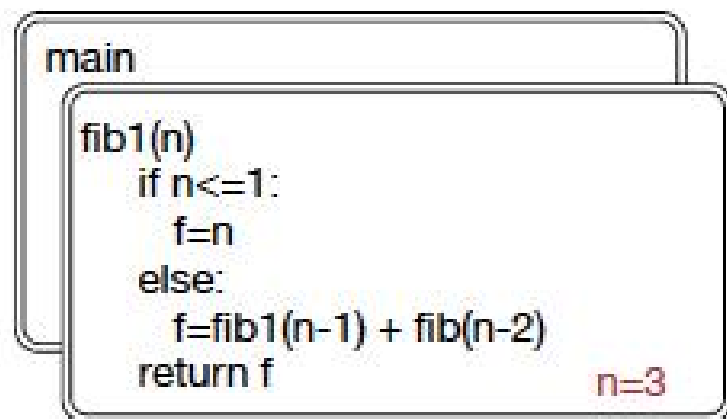 main
fib1(n)
if n<=1:
f=n
else:
f=fib1(n-1) + fib(n-2)
return f
n=3